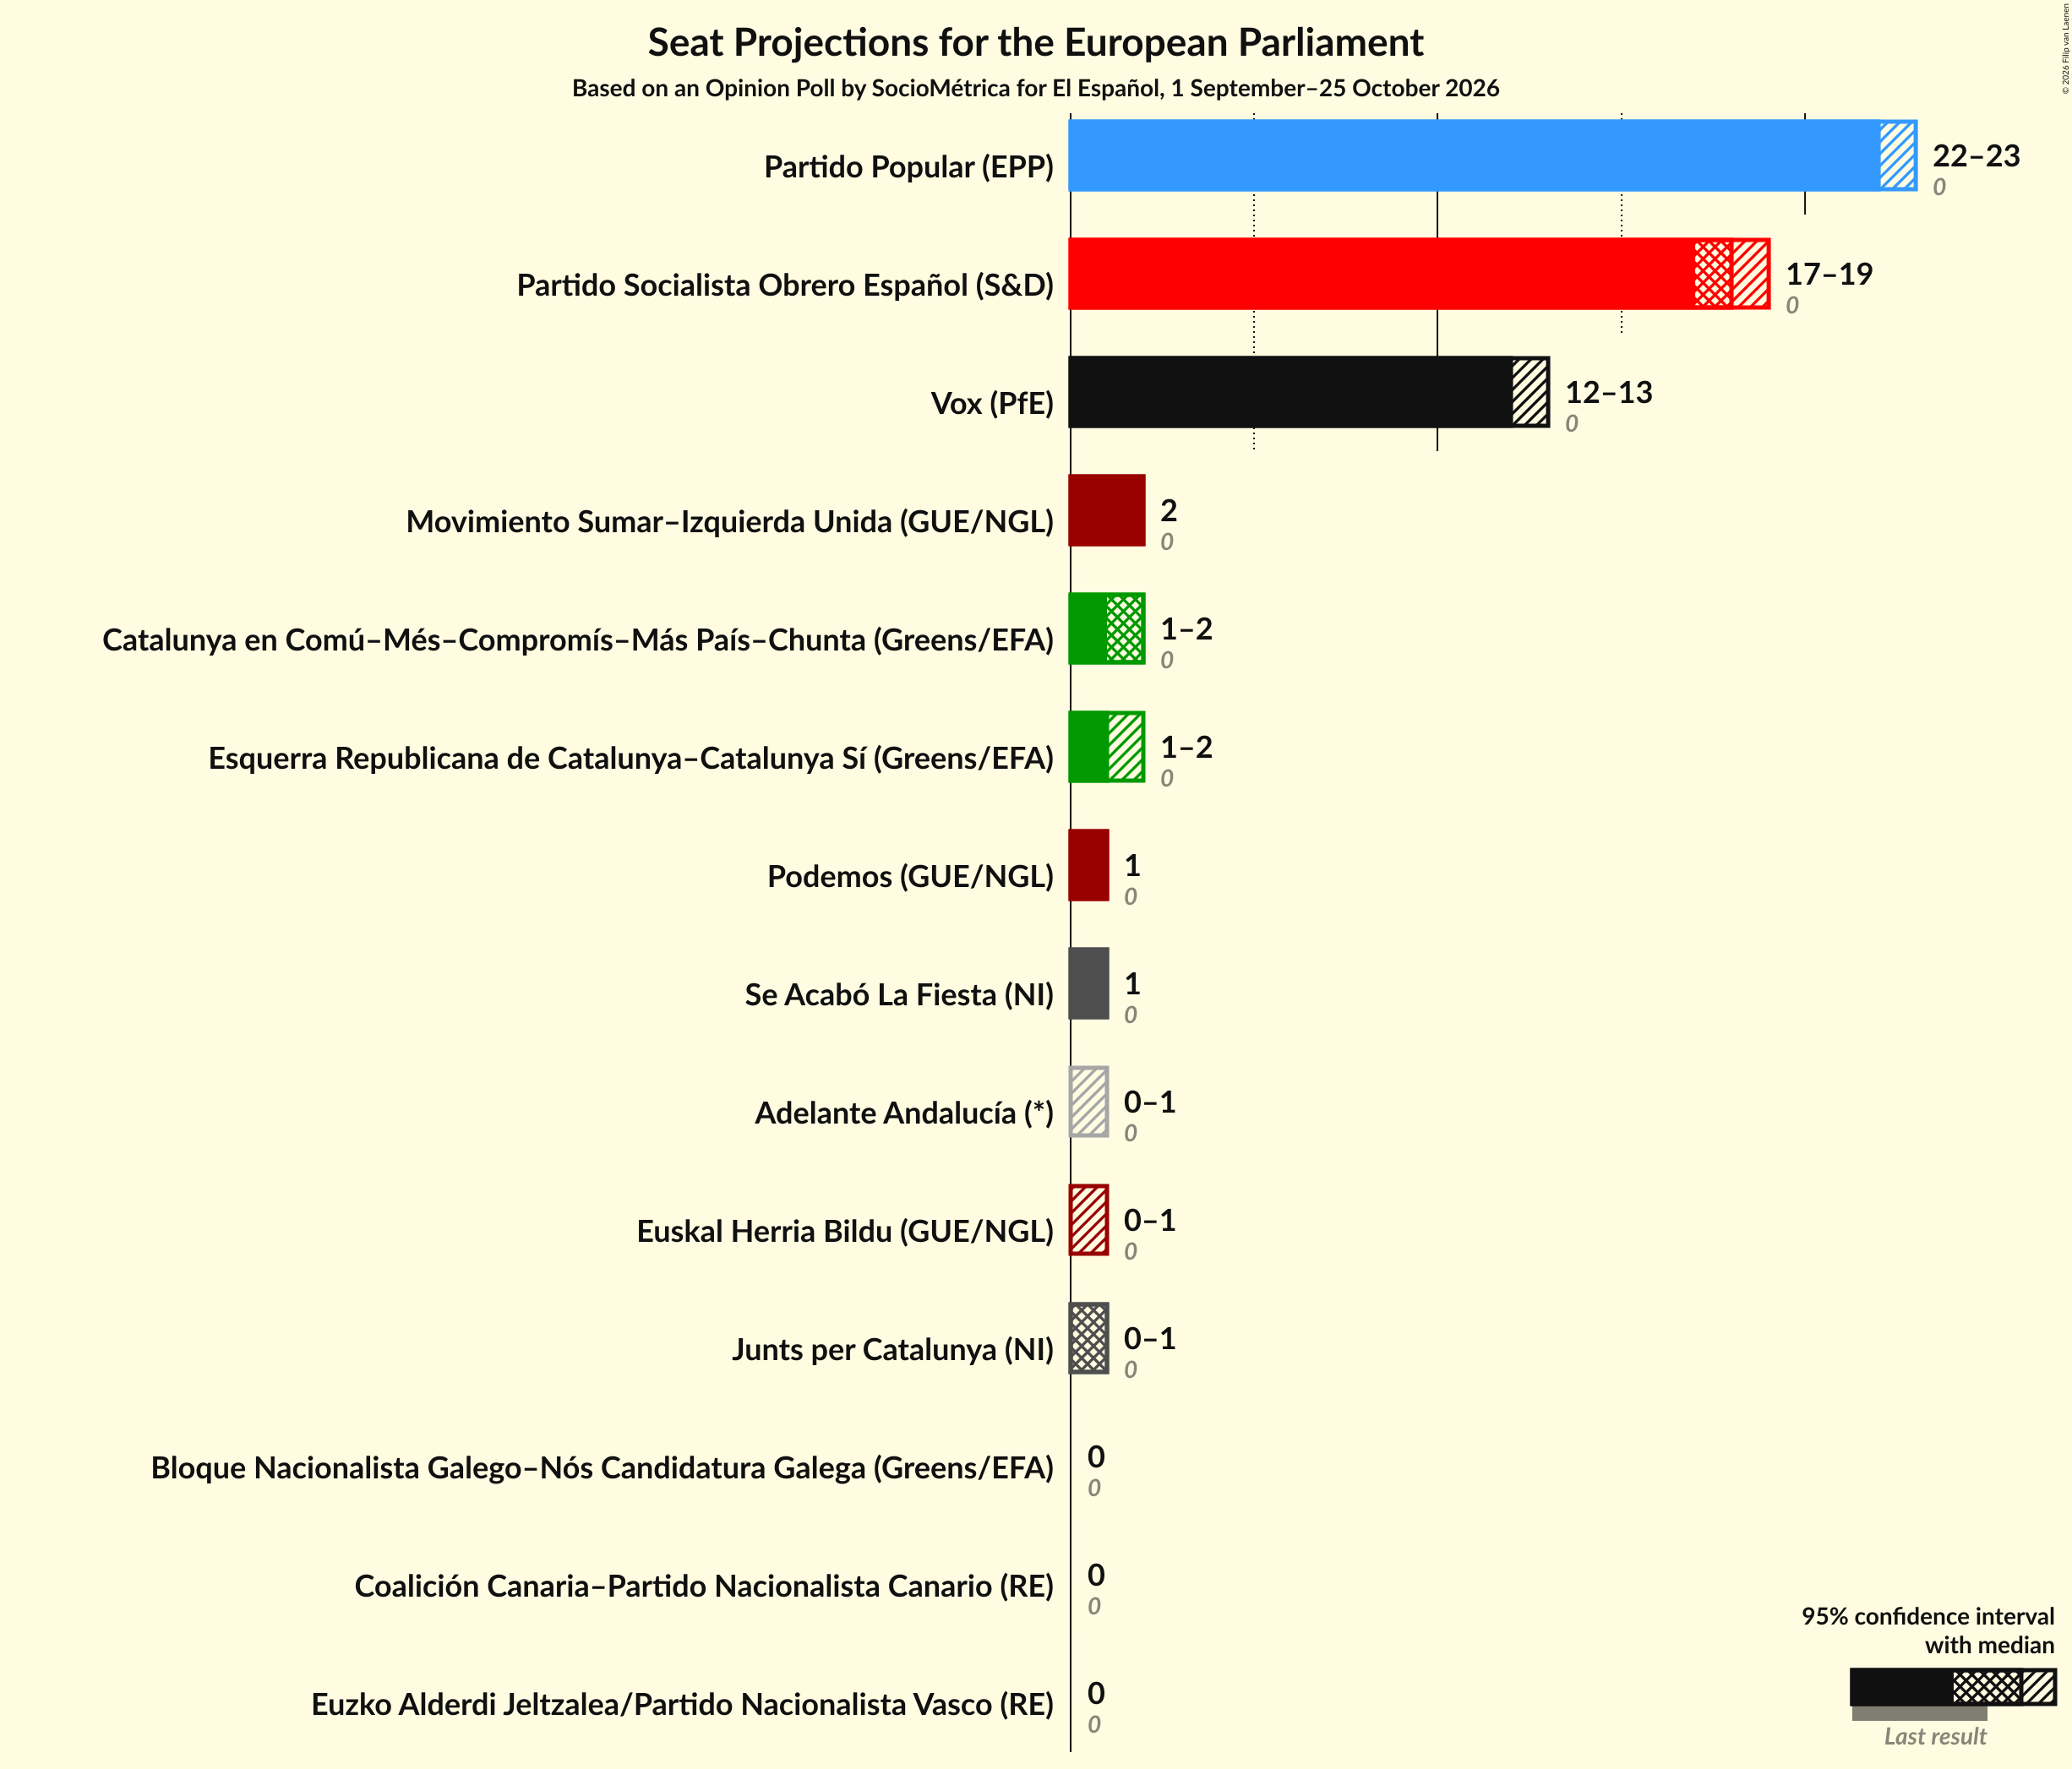 Seat Projections for the European Parliament
Based on an Opinion Poll by SocioMétrica for El Español, 1 September–25 October 2026
© 2026 Filip van Laenen
Partido Popular (EPP)
22–23
0
Partido Socialista Obrero Español (S&D)
17–19
0
Vox (PfE)
12–13
0
Movimiento Sumar–Izquierda Unida (GUE/NGL)
2
0
Catalunya en Comú–Més–Compromís–Más País–Chunta (Greens/EFA)
1–2
0
Esquerra Republicana de Catalunya–Catalunya Sí (Greens/EFA)
1–2
0
Podemos (GUE/NGL)
1
0
Se Acabó La Fiesta (NI)
1
0
Adelante Andalucía (*)
0–1
0
Euskal Herria Bildu (GUE/NGL)
0–1
0
Junts per Catalunya (NI)
0–1
0
Bloque Nacionalista Galego–Nós Candidatura Galega (Greens/EFA)
0
0
Coalición Canaria–Partido Nacionalista Canario (RE)
0
0
Euzko Alderdi Jeltzalea/Partido Nacionalista Vasco (RE)
0
0
95% confidence interval
with median
Last result